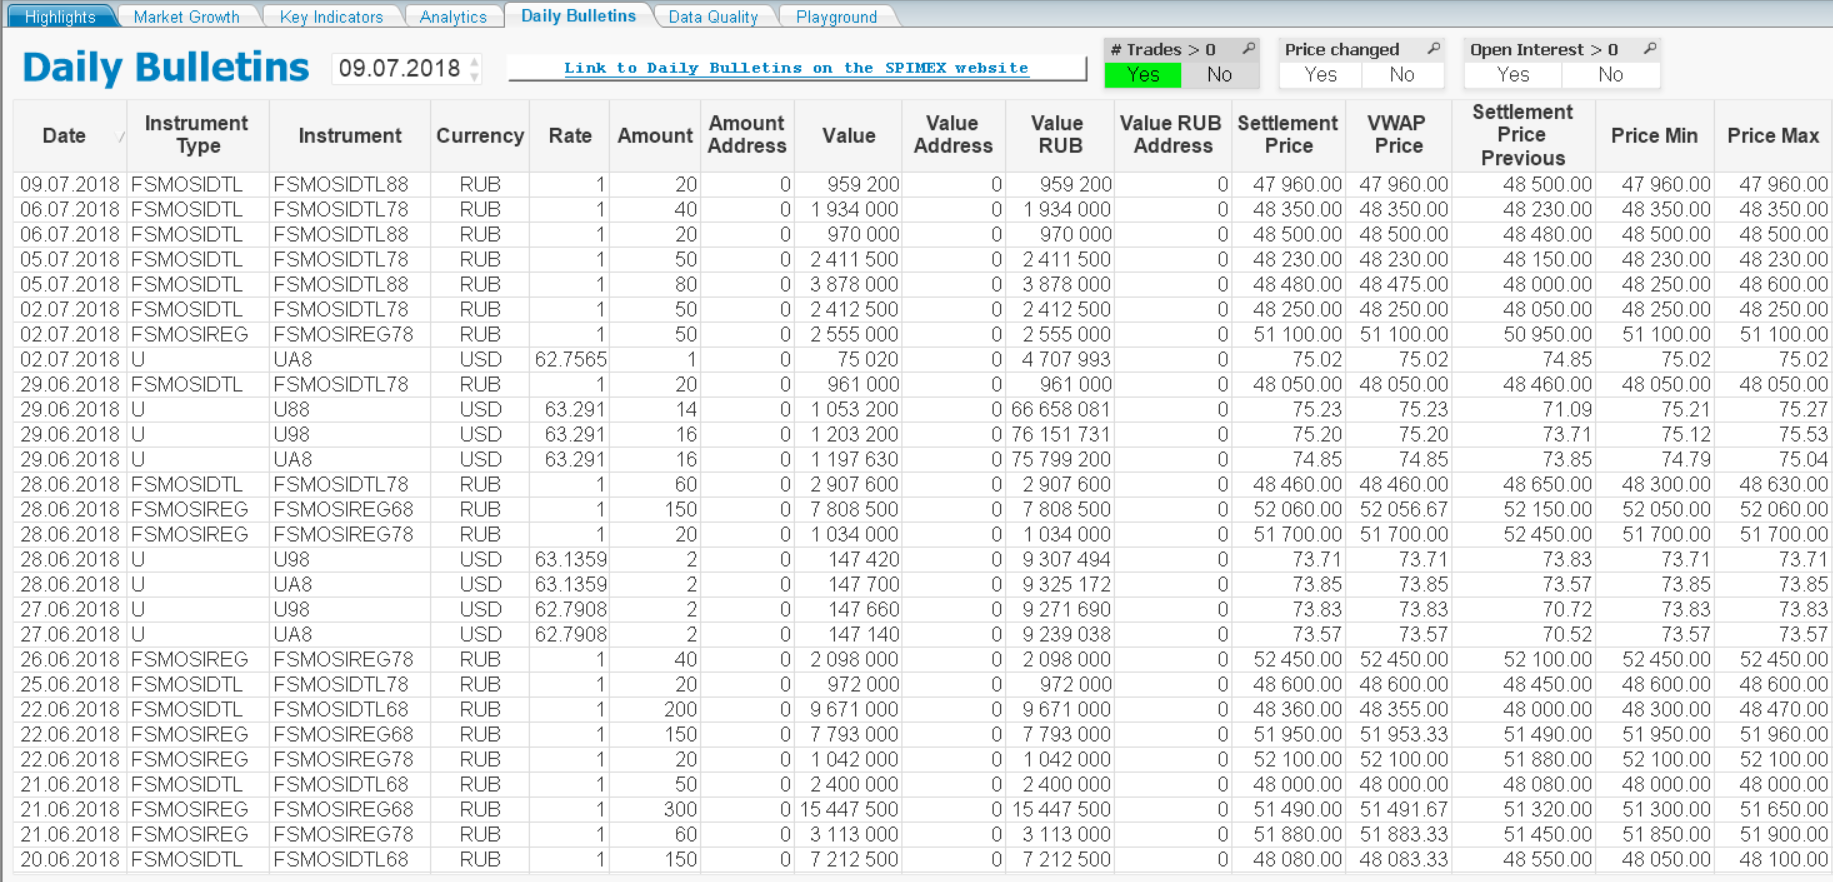 Highlights Market Growth Key Indicators Analytics Daily Bulletins Data Quality Playground
Daily Bulletins 09.07.2018 Link to Daily Bulletins on the SPIMEX website
# Trades > 0 Price changed Open Interest > 0
Yes No Yes No Yes No
Date Instrument Type Instrument Currency Rate Amount Amount Address Value Value Address Value RUB Value RUB Address Settlement Price VWAP Price Settlement Price Previous Price Min Price Max
09.07.2018 FSMOSIDTL FSMOSIDTL88 RUB 1 20 0 959 200 0 959 200 0 47 960.00 47 960.00 48 500.00 47 960.00 47 960.00
06.07.2018 FSMOSIDTL FSMOSIDTL78 RUB 1 40 0 1 934 000 0 1 934 000 0 48 350.00 48 350.00 48 230.00 48 350.00 48 350.00
06.07.2018 FSMOSIDTL FSMOSIDTL88 RUB 1 20 0 970 000 0 970 000 0 48 500.00 48 500.00 48 480.00 48 500.00 48 500.00
05.07.2018 FSMOSIDTL FSMOSIDTL78 RUB 1 50 0 2 411 500 0 2 411 500 0 48 230.00 48 230.00 48 150.00 48 230.00 48 230.00
05.07.2018 FSMOSIDTL FSMOSIDTL88 RUB 1 80 0 3 878 000 0 3 878 000 0 48 480.00 48 475.00 48 000.00 48 250.00 48 600.00
02.07.2018 FSMOSIDTL FSMOSIDTL78 RUB 1 50 0 2 412 500 0 2 412 500 0 48 250.00 48 250.00 48 050.00 48 250.00 48 250.00
02.07.2018 FSMOSIREG FSMOSIREG78 RUB 1 50 0 2 555 000 0 2 555 000 0 51 100.00 51 100.00 50 950.00 51 100.00 51 100.00
02.07.2018 U UA8 USD 62.7565 1 0 75 020 0 4 707 993 0 75.02 75.02 74.85 75.02 75.02
29.06.2018 FSMOSIDTL FSMOSIDTL78 RUB 1 20 0 961 000 0 961 000 0 48 050.00 48 050.00 48 460.00 48 050.00 48 050.00
29.06.2018 U U88 USD 63.291 14 0 1 053 200 0 66 658 081 0 75.23 75.23 71.09 75.21 75.27
29.06.2018 U U98 USD 63.291 16 0 1 203 200 0 76 151 731 0 75.20 75.20 73.71 75.12 75.53
29.06.2018 U UA8 USD 63.291 16 0 1 197 630 0 75 799 200 0 74.85 74.85 73.85 74.79 75.04
28.06.2018 FSMOSIDTL FSMOSIDTL78 RUB 1 60 0 2 907 600 0 2 907 600 0 48 460.00 48 460.00 48 650.00 48 300.00 48 630.00
28.06.2018 FSMOSIREG FSMOSIREG68 RUB 1 150 0 7 808 500 0 7 808 500 0 52 060.00 52 056.67 52 150.00 52 050.00 52 060.00
28.06.2018 FSMOSIREG FSMOSIREG78 RUB 1 20 0 1 034 000 0 1 034 000 0 51 700.00 51 700.00 52 450.00 51 700.00 51 700.00
28.06.2018 U U98 USD 63.1359 2 0 147 420 0 9 307 494 0 73.71 73.71 73.83 73.71 73.71
28.06.2018 U UA8 USD 63.1359 2 0 147 700 0 9 325 172 0 73.85 73.85 73.57 73.85 73.85
27.06.2018 U U98 USD 62.7908 2 0 147 660 0 9 271 690 0 73.83 73.83 70.72 73.83 73.83
27.06.2018 U UA8 USD 62.7908 2 0 147 140 0 9 239 038 0 73.57 73.57 70.52 73.57 73.57
26.06.2018 FSMOSIREG FSMOSIREG78 RUB 1 40 0 2 098 000 0 2 098 000 0 52 450.00 52 450.00 52 100.00 52 450.00 52 450.00
25.06.2018 FSMOSIDTL FSMOSIDTL78 RUB 1 20 0 972 000 0 972 000 0 48 600.00 48 600.00 48 450.00 48 600.00 48 600.00
22.06.2018 FSMOSIDTL FSMOSIDTL68 RUB 1 200 0 9 671 000 0 9 671 000 0 48 360.00 48 355.00 48 000.00 48 300.00 48 470.00
22.06.2018 FSMOSIREG FSMOSIREG68 RUB 1 150 0 7 793 000 0 7 793 000 0 51 950.00 51 953.33 51 490.00 51 950.00 51 960.00
22.06.2018 FSMOSIREG FSMOSIREG78 RUB 1 20 0 1 042 000 0 1 042 000 0 52 100.00 52 100.00 51 880.00 52 100.00 52 100.00
21.06.2018 FSMOSIDTL FSMOSIDTL68 RUB 1 50 0 2 400 000 0 2 400 000 0 48 000.00 48 000.00 48 080.00 48 000.00 48 000.00
21.06.2018 FSMOSIREG FSMOSIREG68 RUB 1 300 0 15 447 500 0 15 447 500 0 51 490.00 51 491.67 51 320.00 51 300.00 51 650.00
21.06.2018 FSMOSIREG FSMOSIREG78 RUB 1 60 0 3 113 000 0 3 113 000 0 51 880.00 51 883.33 51 450.00 51 850.00 51 900.00
20.06.2018 FSMOSIDTL FSMOSIDTL68 RUB 1 150 0 7 212 500 0 7 212 500 0 48 080.00 48 083.33 48 550.00 48 050.00 48 100.00